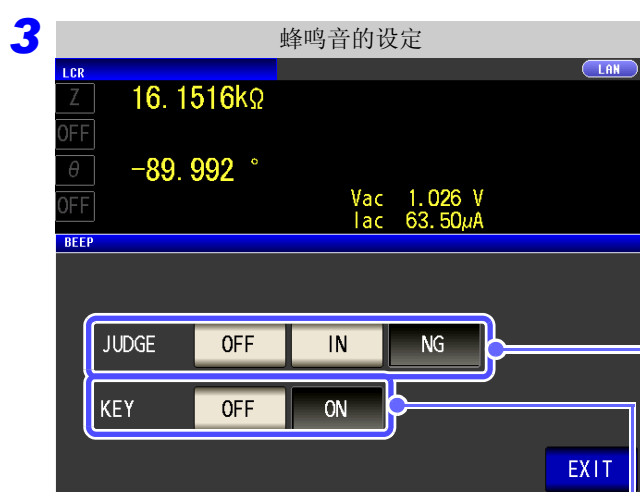 3
蜂鸣音的设定
LCR
LAN
Z 16.1516kΩ
OFF
θ -89.992 °
OFF
Vac 1.026 V
Iac 63.50μA
BEEP
JUDGE OFF IN NG
KEY OFF ON
EXIT